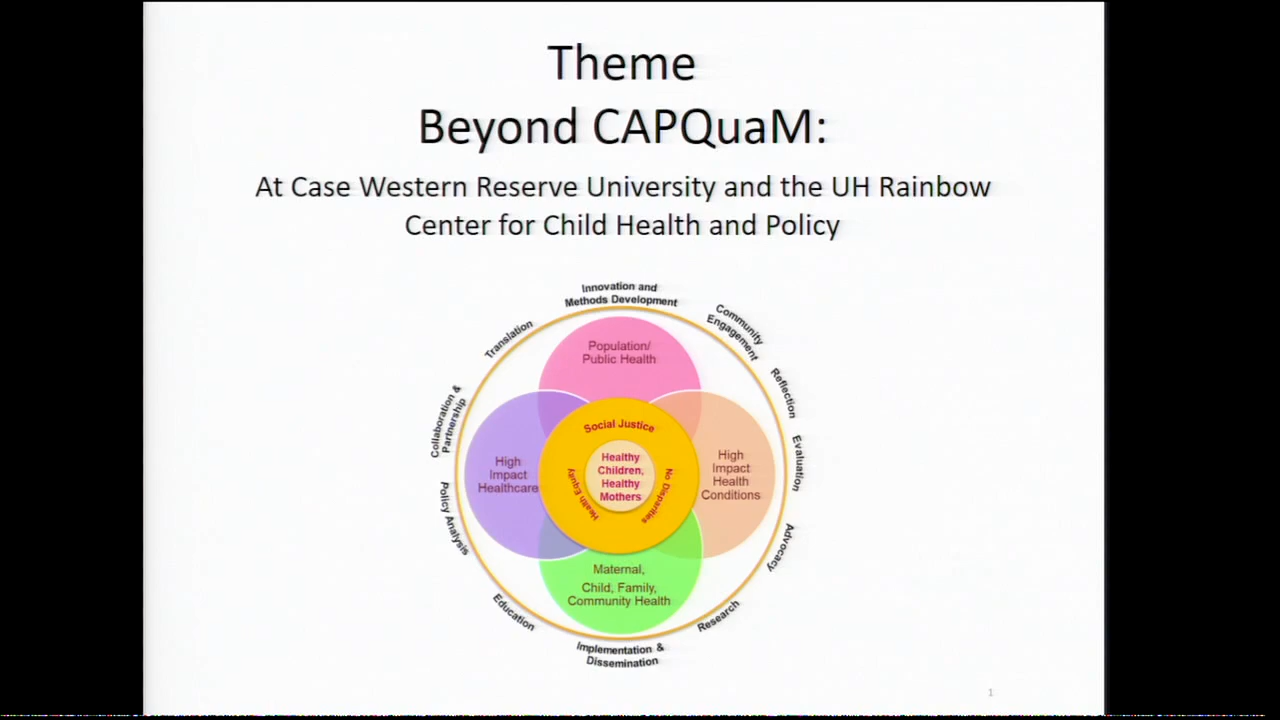 Theme
Beyond CAPQuaM:
At Case Western Reserve University and the UH Rainbow
Center for Child Health and Policy
Innovation and
Methods Development
Community
Engagement
Reflection
Evaluation
Advocacy
Research
Implementation &
Dissemination
Education
Policy Analysis
Collaboration &
Partnership
Translation
Population/
Public Health
High
Impact
Healthcare
High
Impact
Health
Conditions
Maternal,
Child, Family,
Community Health
Social Justice
No Disparities
Health Equity
Healthy
Children,
Healthy
Mothers
1